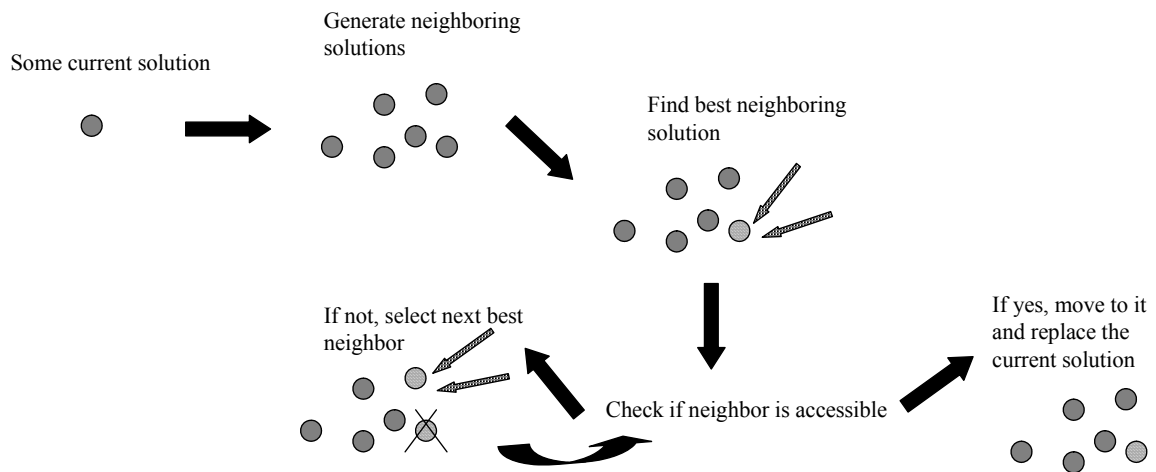 Some current solution
Generate neighboring
solutions
Find best neighboring
solution
Check if neighbor is accessible
If not, select next best
neighbor
If yes, move to it
and replace the
current solution